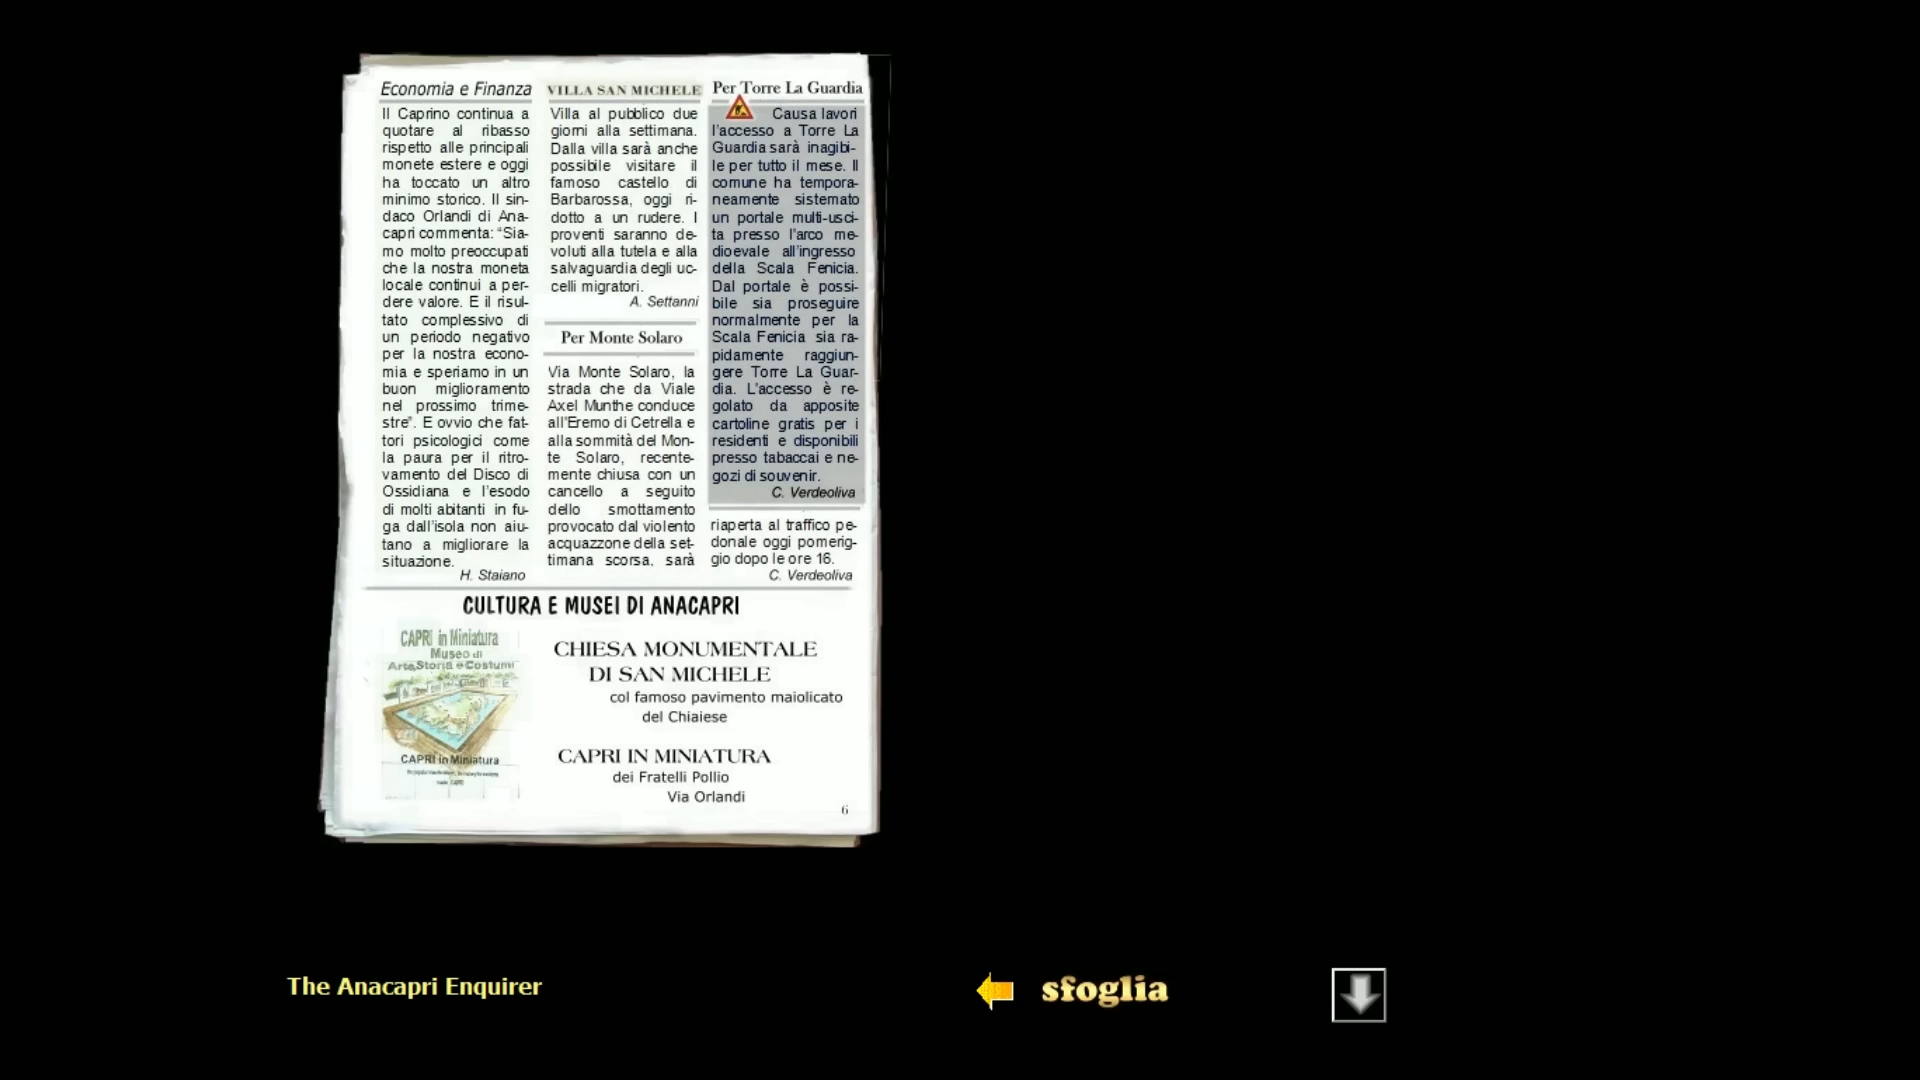 Economia e Finanza
Il Caprino continua a
quotare al ribasso
rispetto alle principali
monete estere e oggi
ha toccato un altro
minimo storico. Il sin-
daco Orlandi di Ana-
capri commenta: “Sia-
mo molto preoccupati
che la nostra moneta
locale continui a per-
dere valore. E il risul-
tato complessivo di
un periodo negativo
per la nostra econo-
mia e speriamo in un
buon miglioramento
nel prossimo trime-
stre”. E ovvio che fat-
tori psicologici come
la paura per il ritro-
vamento del Disco di
Ossidiana e l'esodo
di molti abitanti in fu-
ga dall'isola non aiu-
tano a migliorare la
situazione.
H. Staiano
VILLA SAN MICHELE
Villa al pubblico due
giorni alla settimana.
Dalla villa sarà anche
possibile visitare il
famoso castello di
Barbarossa, oggi ri-
dotto a un rudere. I
proventi saranno de-
voluti alla tutela e alla
salvaguardia degli uc-
celli migratori.
A. Settanni
Per Monte Solaro
Via Monte Solaro, la
strada che da Viale
Axel Munthe conduce
all'Eremo di Cetrella e
alla sommità del Mon-
te Solaro, recente-
mente chiusa con un
cancello a seguito
dello smottamento
provocato dal violento
acquazzone della set-
timana scorsa, sarà
Per Torre La Guardia
Causa lavori
l'accesso a Torre La
Guardia sarà inagibi-
le per tutto il mese. Il
comune ha tempora-
neamente sistemato
un portale multi-usci-
ta presso l'arco me-
dioevale all'ingresso
della Scala Fenicia.
Dal portale è possi-
bile sia proseguire
normalmente per la
Scala Fenicia sia ra-
pidamente raggiun-
gere Torre La Guar-
dia. L'accesso è re-
golato da apposite
cartoline gratis per i
residenti e disponibili
presso tabaccai e ne-
gozi di souvenir.
C. Verdeoliva
riaperta al traffico pe-
donale oggi pomerig-
gio dopo le ore 16.
C. Verdeoliva
CULTURA E MUSEI DI ANACAPRI
CAPRI in Miniatura
Museo di
Arte, Storia e Costumi
CAPRI in Miniatura
CHIESA MONUMENTALE
DI SAN MICHELE
col famoso pavimento maiolicato
del Chiaiese
CAPRI IN MINIATURA
dei Fratelli Pollio
Via Orlandi
6
The Anacapri Enquirer
sfoglia